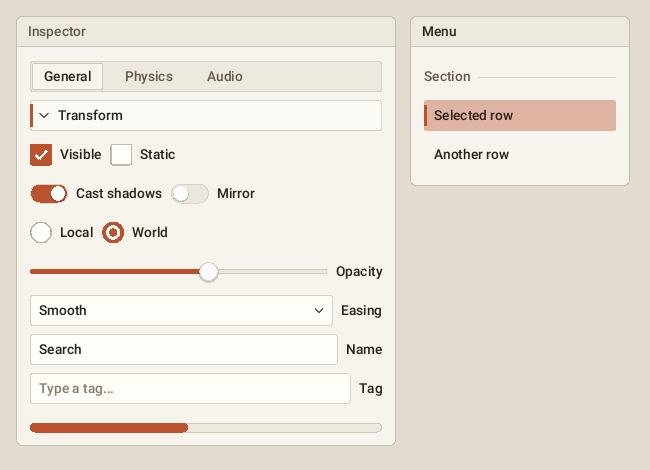 Inspector
General Physics Audio
Transform
Visible Static
Cast shadows Mirror
Local World
Opacity
Smooth Easing
Search Name
Type a tag... Tag
Menu
Section
Selected row
Another row